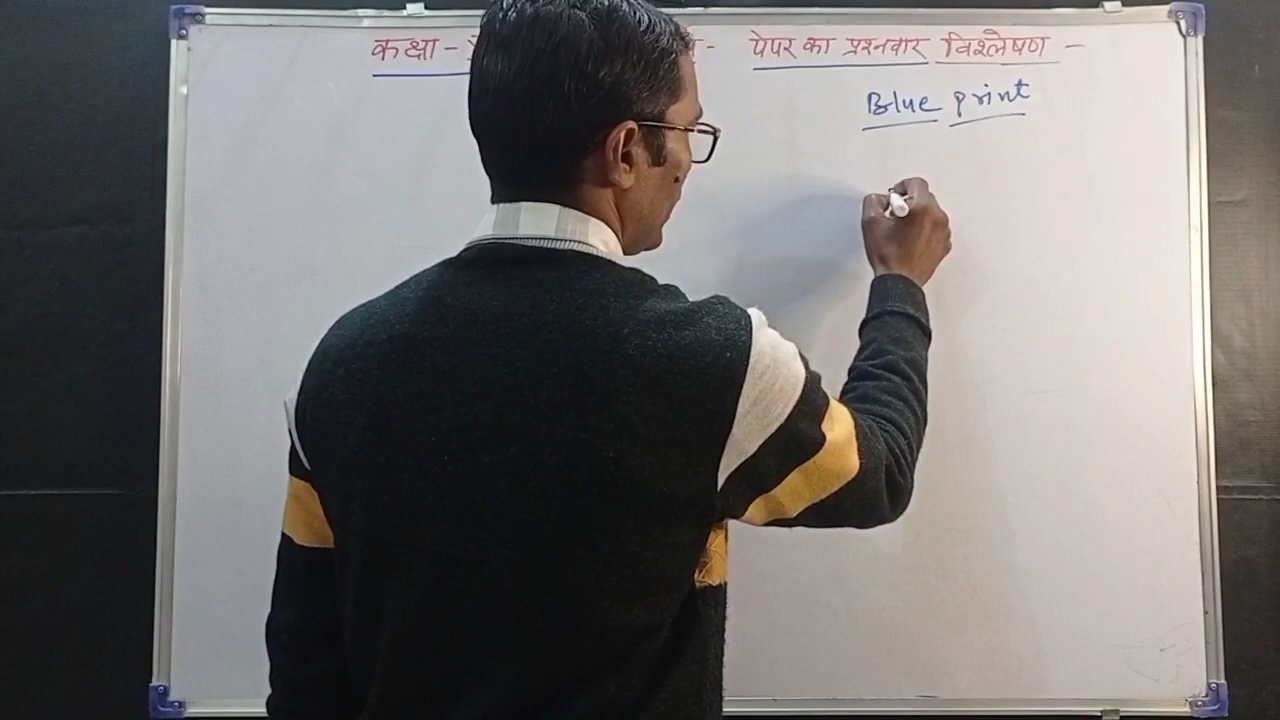 कक्षा - - पेपर का प्रश्नवार विश्लेषण -
Blue print